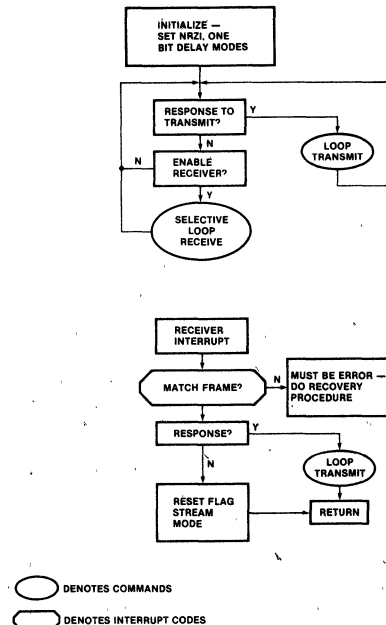 INITIALIZE —
SET NRZI, ONE
BIT DELAY MODES
RESPONSE TO
TRANSMIT?
Y
N
LOOP
TRANSMIT
N
ENABLE
RECEIVER?
Y
SELECTIVE
LOOP
RECEIVE
RECEIVER
INTERRUPT
MATCH FRAME?
N
MUST BE ERROR —
DO RECOVERY
PROCEDURE
RESPONSE?
Y
N
LOOP
TRANSMIT
RESET FLAG
STREAM
MODE
RETURN
DENOTES COMMANDS
DENOTES INTERRUPT CODES